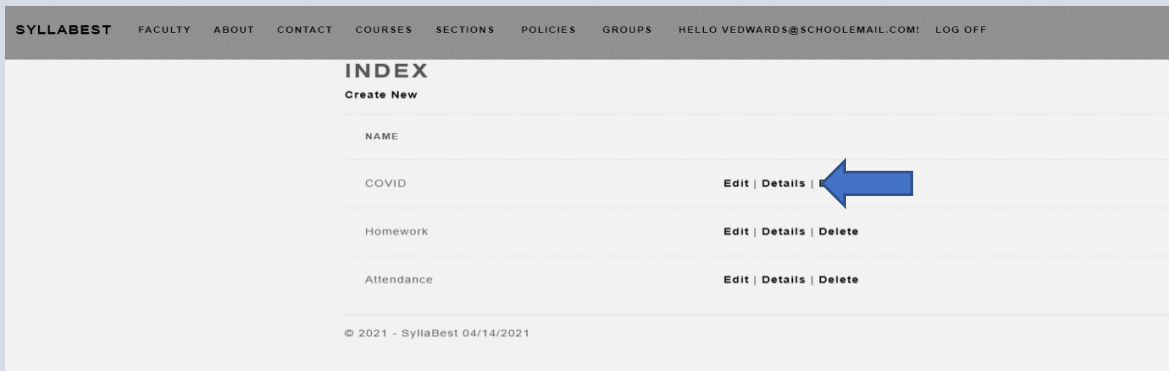 SYLLABEST FACULTY ABOUT CONTACT COURSES SECTIONS POLICIES GROUPS HELLO VEDWARDS@SCHOOLEMAIL.COM! LOG OFF
INDEX
Create New
NAME
COVID Edit | Details |
Homework Edit | Details | Delete
Attendance Edit | Details | Delete
© 2021 - SyllaBest 04/14/2021